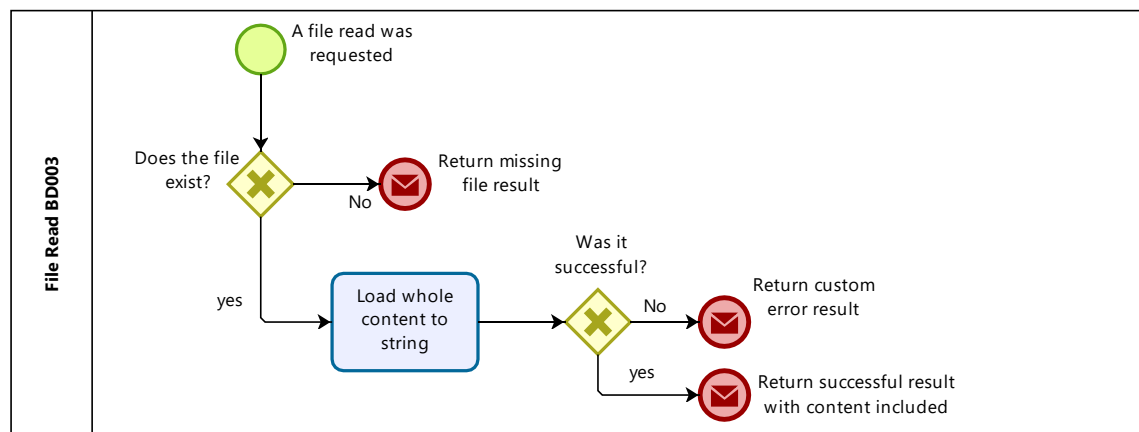 File Read BD003
A file read was
requested
Does the file
exist?
No
Return missing
file result
yes
Load whole
content to
string
Was it
successful?
No
Return custom
error result
yes
Return successful result
with content included